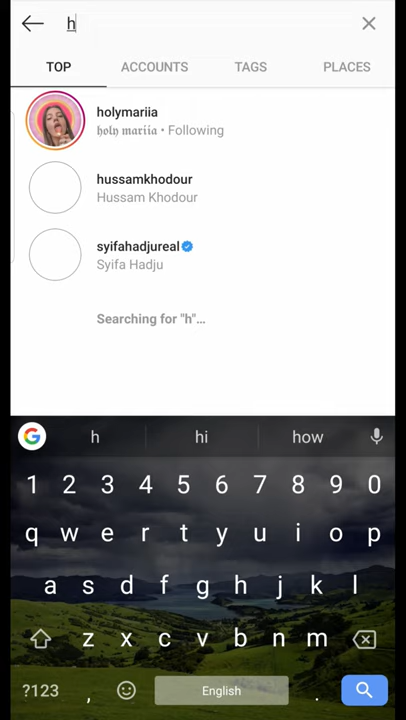 h
TOP ACCOUNTS TAGS PLACES
holymariia
𝔥𝔬𝔩𝔶 𝔪𝔞𝔯𝔦𝔦𝔞 • Following
hussamkhodour
Hussam Khodour
syifahadjureal
Syifa Hadju
Searching for "h"...
G h hi how
1 2 3 4 5 6 7 8 9 0
q w e r t y u i o p
a s d f g h j k l
z x c v b n m
?123 , English .